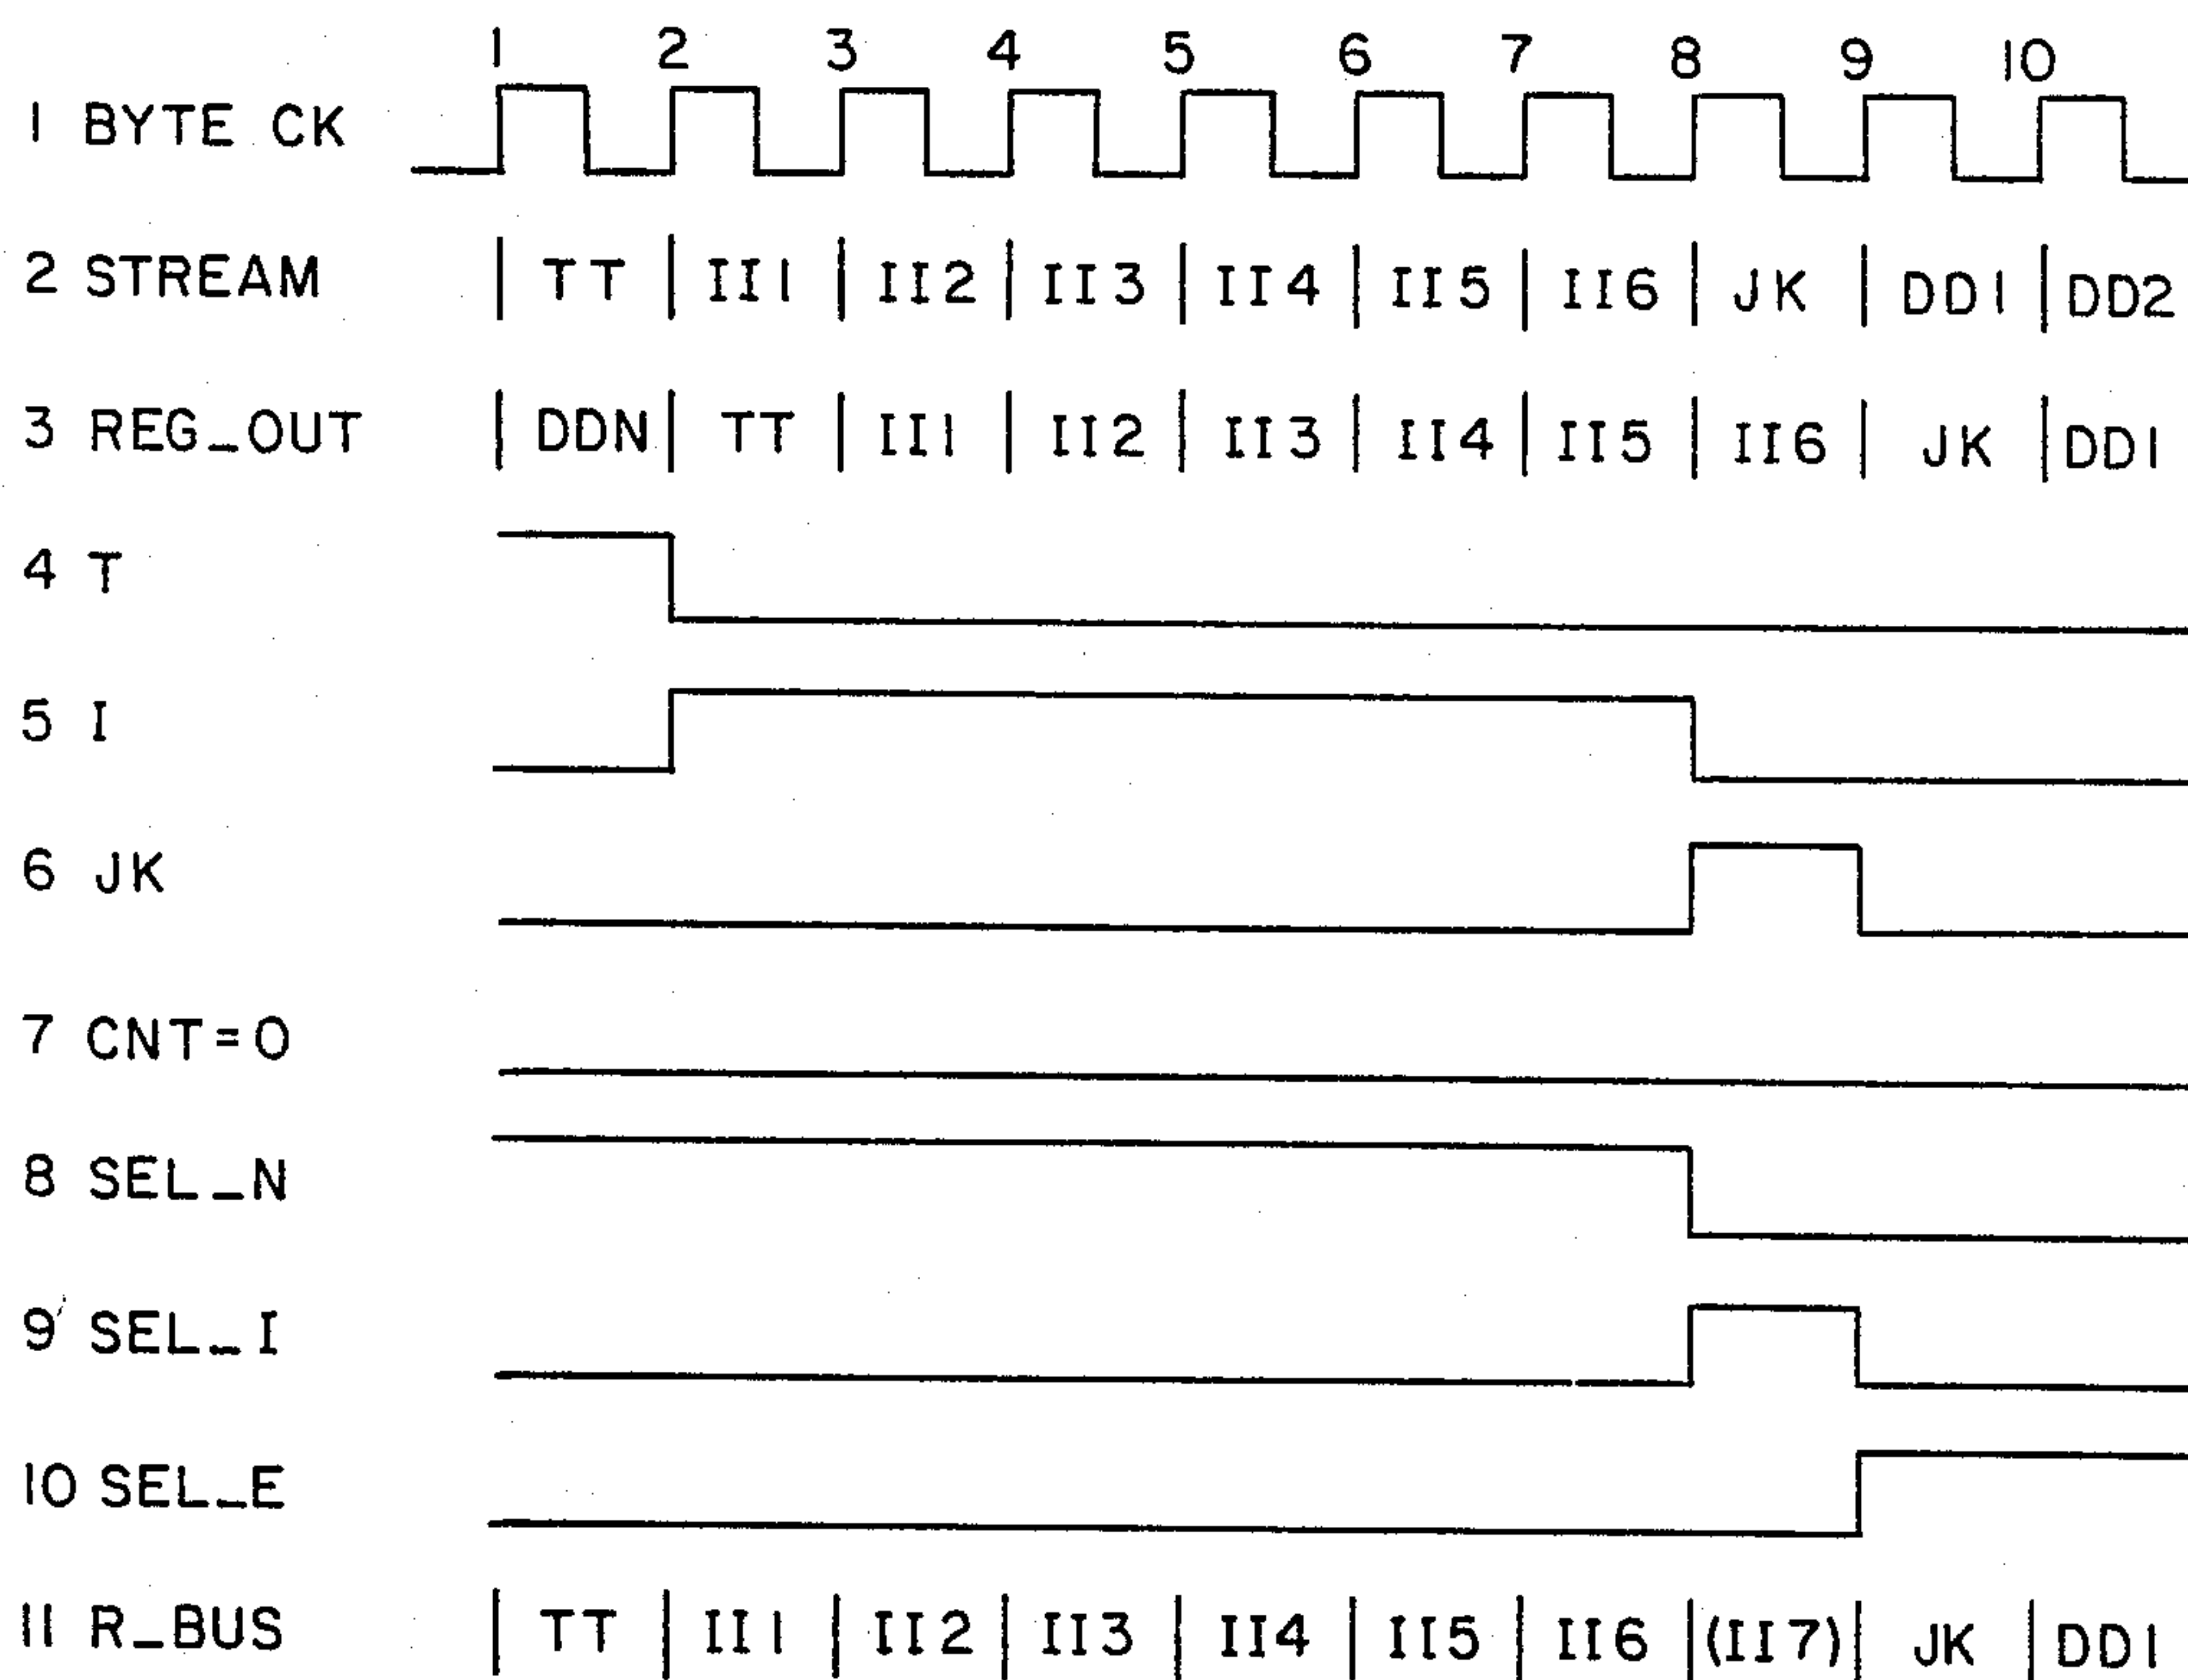 1 2 3 4 5 6 7 8 9 10
1 BYTE CK
2 STREAM | TT | II1 | II2 | II3 | II4 | II5 | II6 | JK | DD1 | DD2
3 REG_OUT | DDN | TT | II1 | II2 | II3 | II4 | II5 | II6 | JK | DD1
4 T
5 I
6 JK
7 CNT=0
8 SEL_N
9 SEL_I
10 SEL_E
11 R_BUS | TT | II1 | II2 | II3 | II4 | II5 | II6 | (II7) | JK | DD1